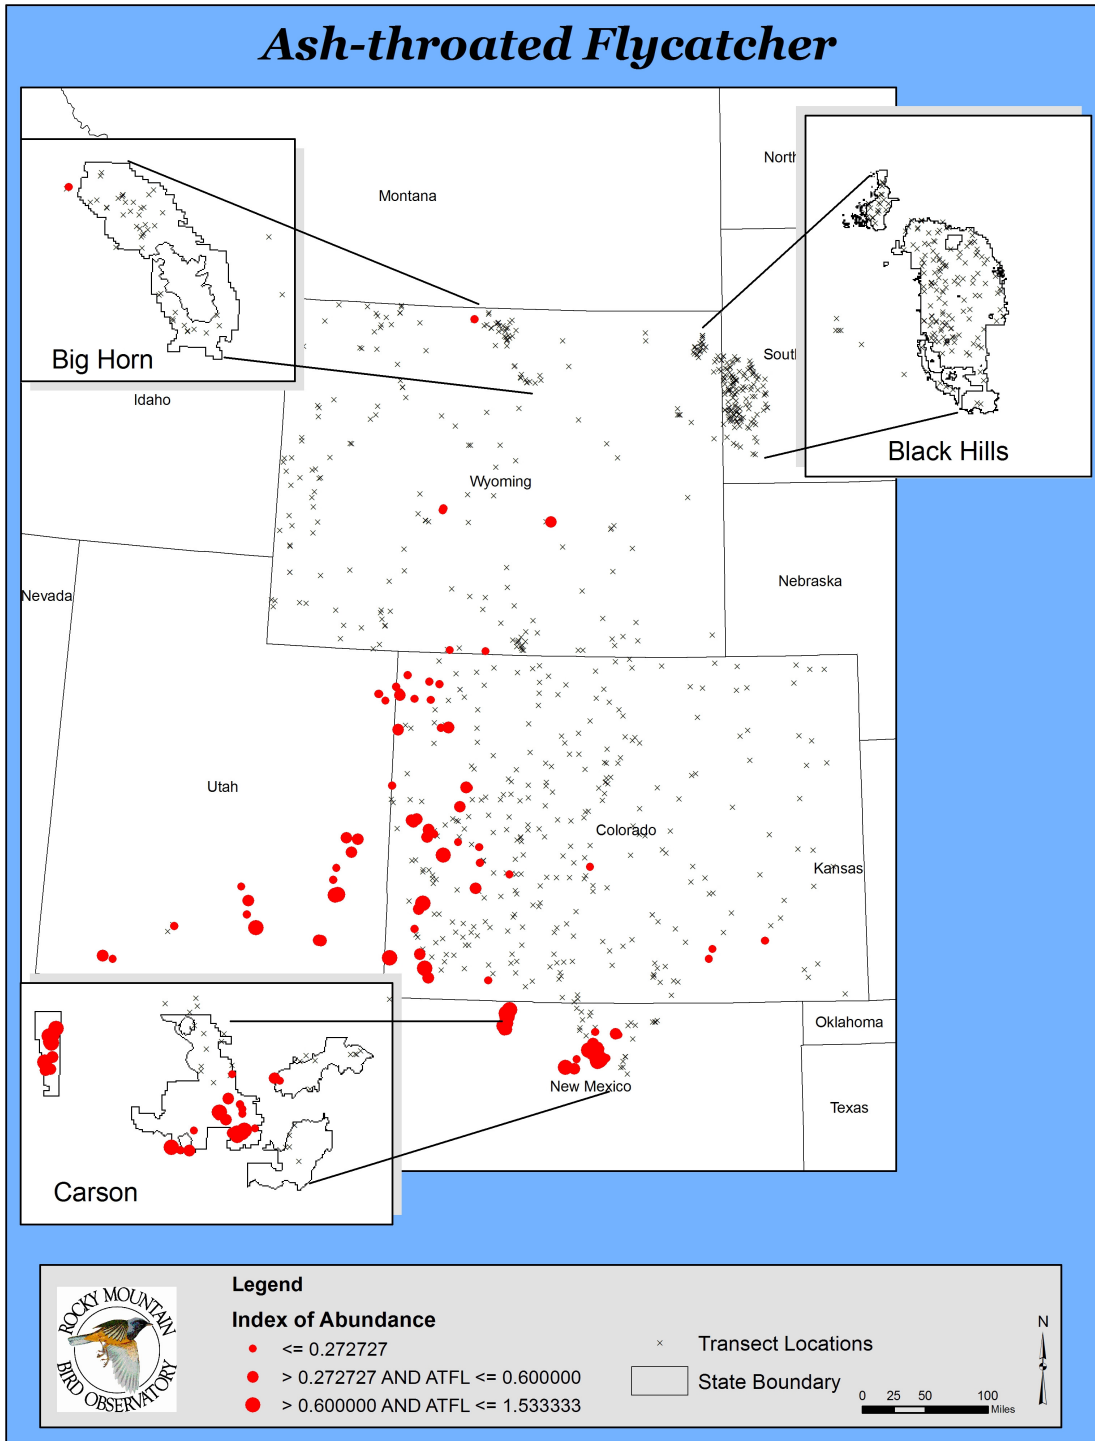 Ash-throated Flycatcher
Montana
North
Big Horn
Idaho
South
Black Hills
Wyoming
Nevada
Nebraska
Utah
Colorado
Kansas
Oklahoma
New Mexico
Texas
Carson
Legend
Index of Abundance
<= 0.272727
> 0.272727 AND ATFL <= 0.600000
> 0.600000 AND ATFL <= 1.533333
Transect Locations
State Boundary
N
0 25 50 100
Miles
ROCKY MOUNTAIN
BIRD OBSERVATORY